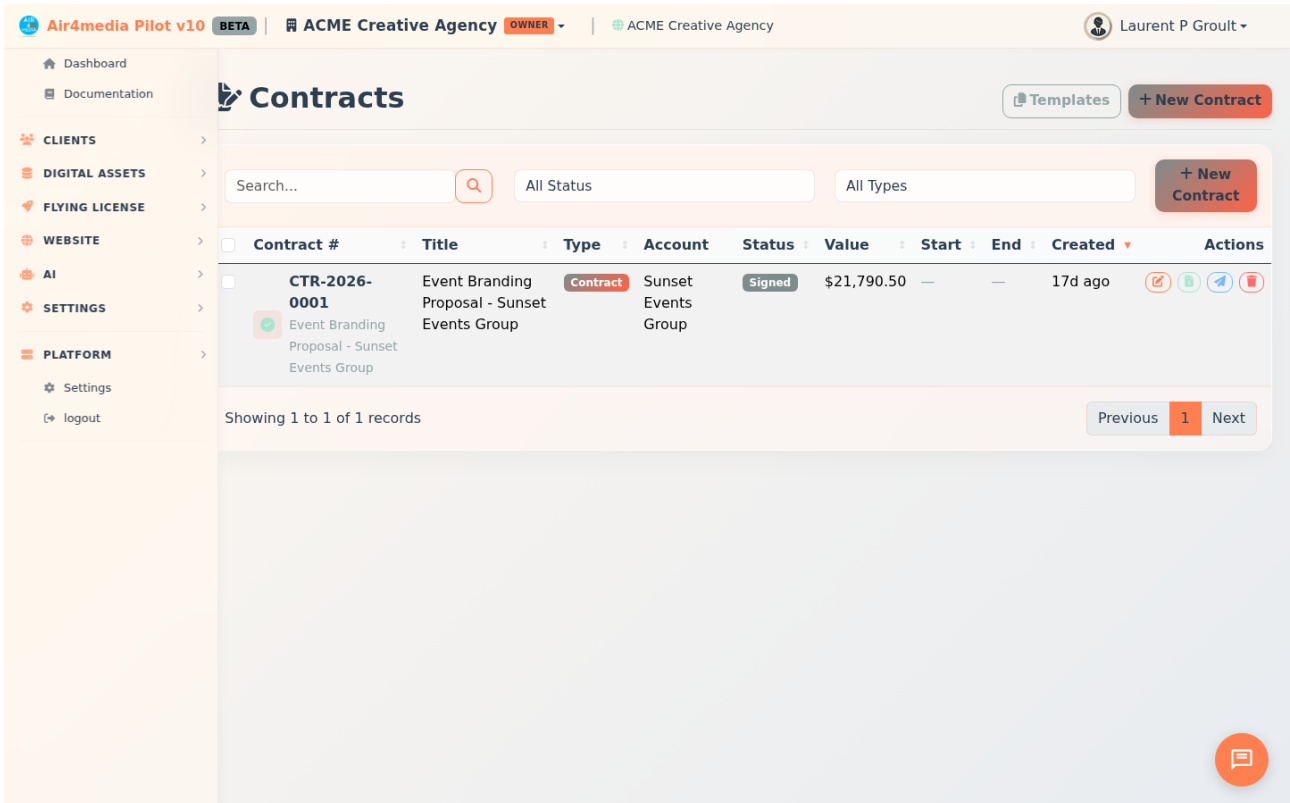 Air4media Pilot v10 BETA | ACME Creative Agency OWNER | ACME Creative Agency Laurent P Groult
Dashboard
Documentation
CLIENTS
DIGITAL ASSETS
FLYING LICENSE
WEBSITE
AI
SETTINGS
PLATFORM
Settings
logout
Contracts
Templates
+ New Contract
Search...
All Status
All Types
+ New
Contract
Contract # Title Type Account Status Value Start End Created Actions
CTR-2026-
0001
Event Branding
Proposal - Sunset
Events Group
Event Branding
Proposal - Sunset
Events Group
Contract
Sunset
Events
Group
Signed
$21,790.50
—
—
17d ago
Showing 1 to 1 of 1 records
Previous 1 Next